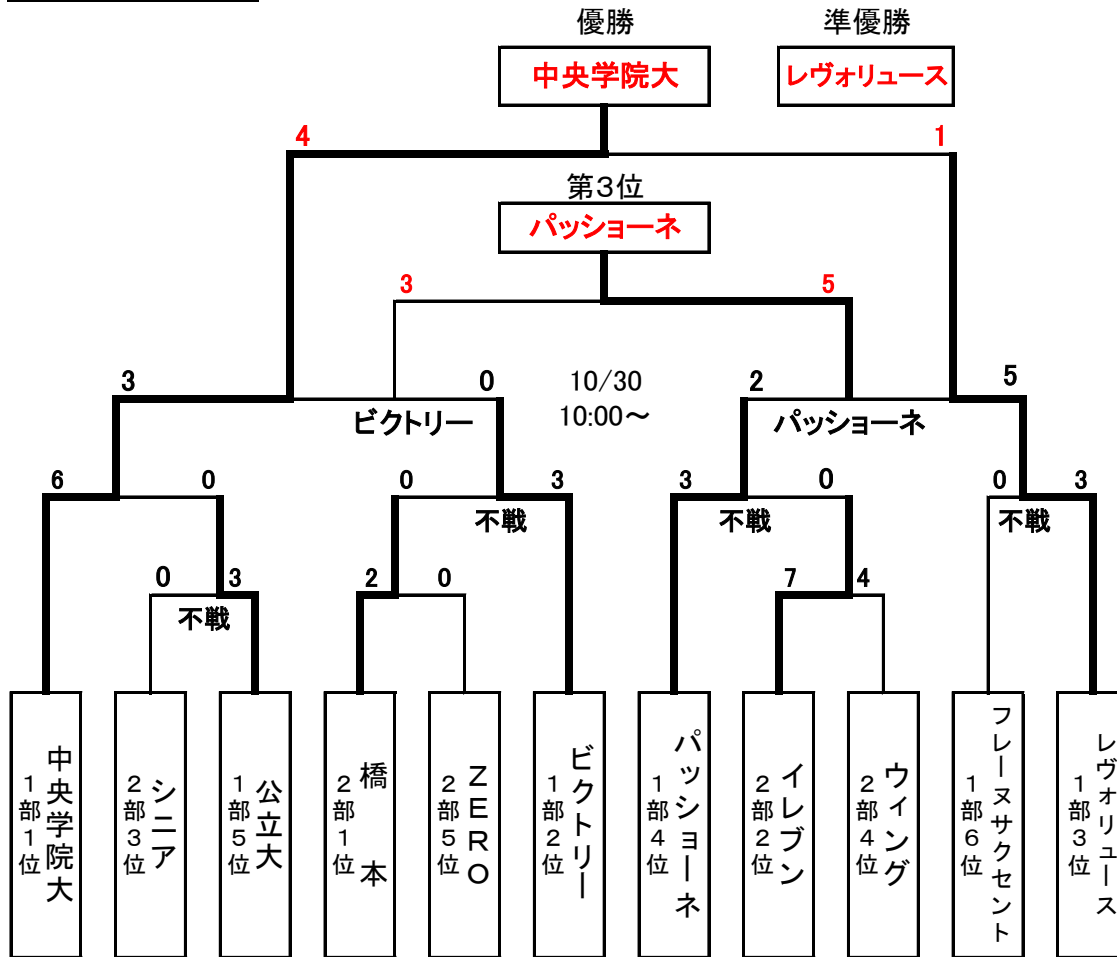 優勝
準優勝
中央学院大
レヴォリュース
4
1
第3位
パッショーネ
3
5
3
0
10/30
10:00～
2
5
ビクトリー
パッショーネ
6
0
0
3
3
0
0
3
不戦
不戦
不戦
0
3
2
0
7
4
不戦
中央学院大
1部1位
シニア
2部3位
公立大
1部5位
橋本
2部1位
ZERO
2部5位
ビクトリー
1部2位
パッショーネ
1部4位
イレブン
2部2位
ウィング
2部4位
フレーヌサクセント
1部6位
レヴォリュース
1部3位